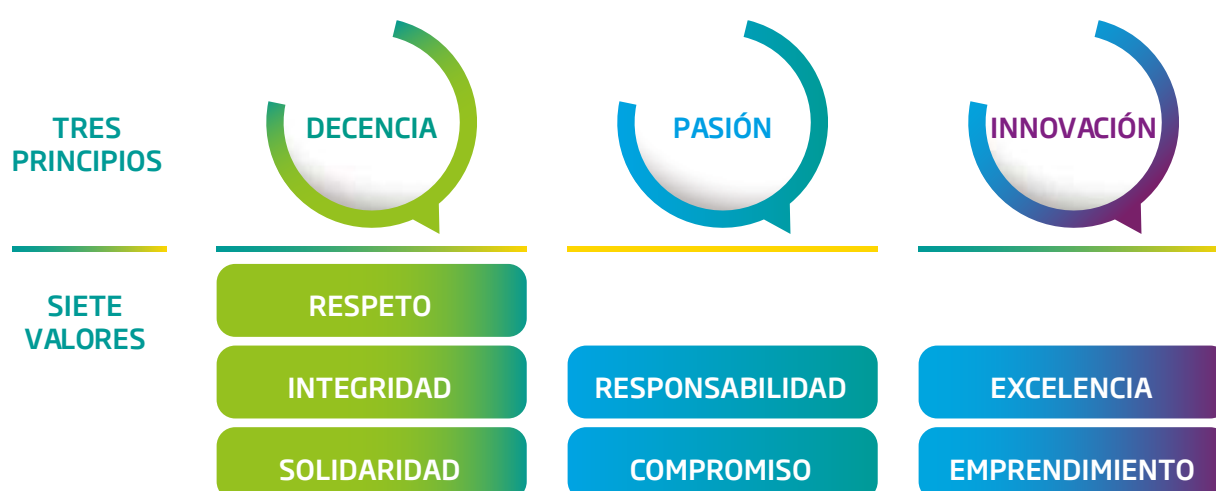 TRES
PRINCIPIOS
DECENCIA
PASIÓN
INNOVACIÓN
SIETE
VALORES
RESPETO
INTEGRIDAD
RESPONSABILIDAD
EXCELENCIA
SOLIDARIDAD
COMPROMISO
EMPRENDIMIENTO